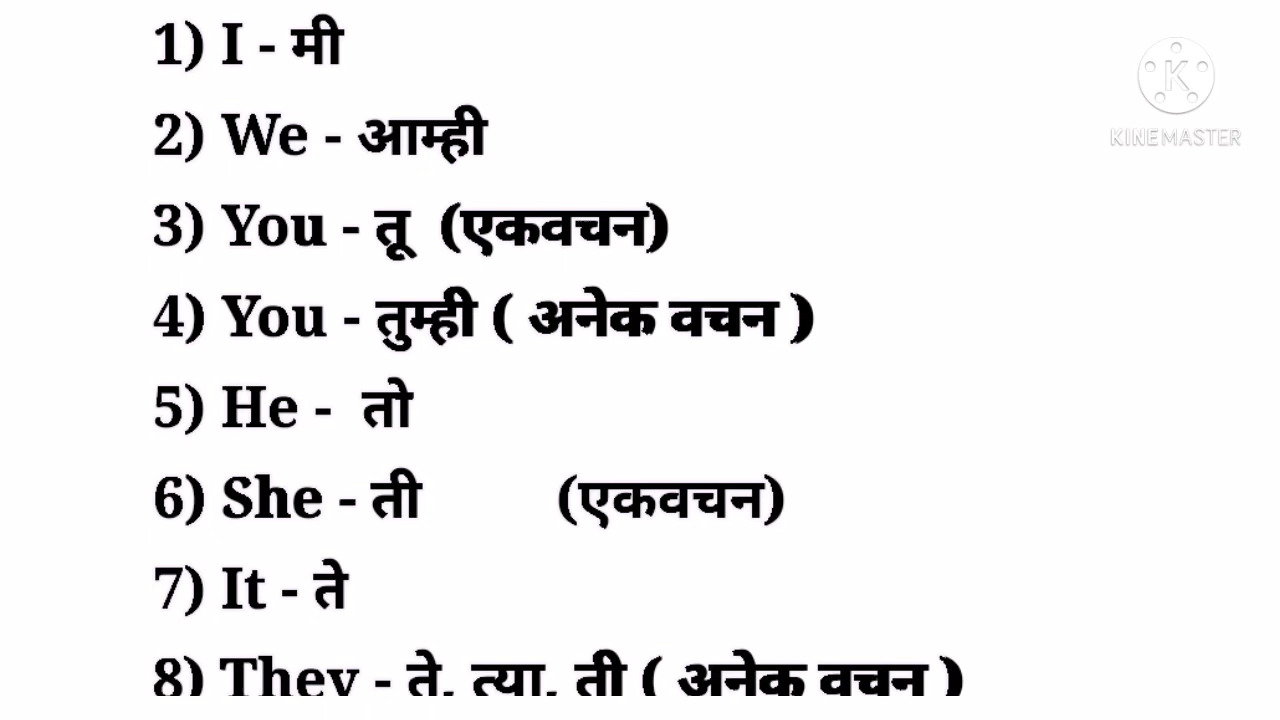 1) I - मी
KINEMASTER
2) We - आम्ही
3) You - तू (एकवचन)
4) You - तुम्ही ( अनेक वचन )
5) He - तो
6) She - ती (एकवचन)
7) It - ते
8) They - ते, त्या, ती ( अनेक वचन )